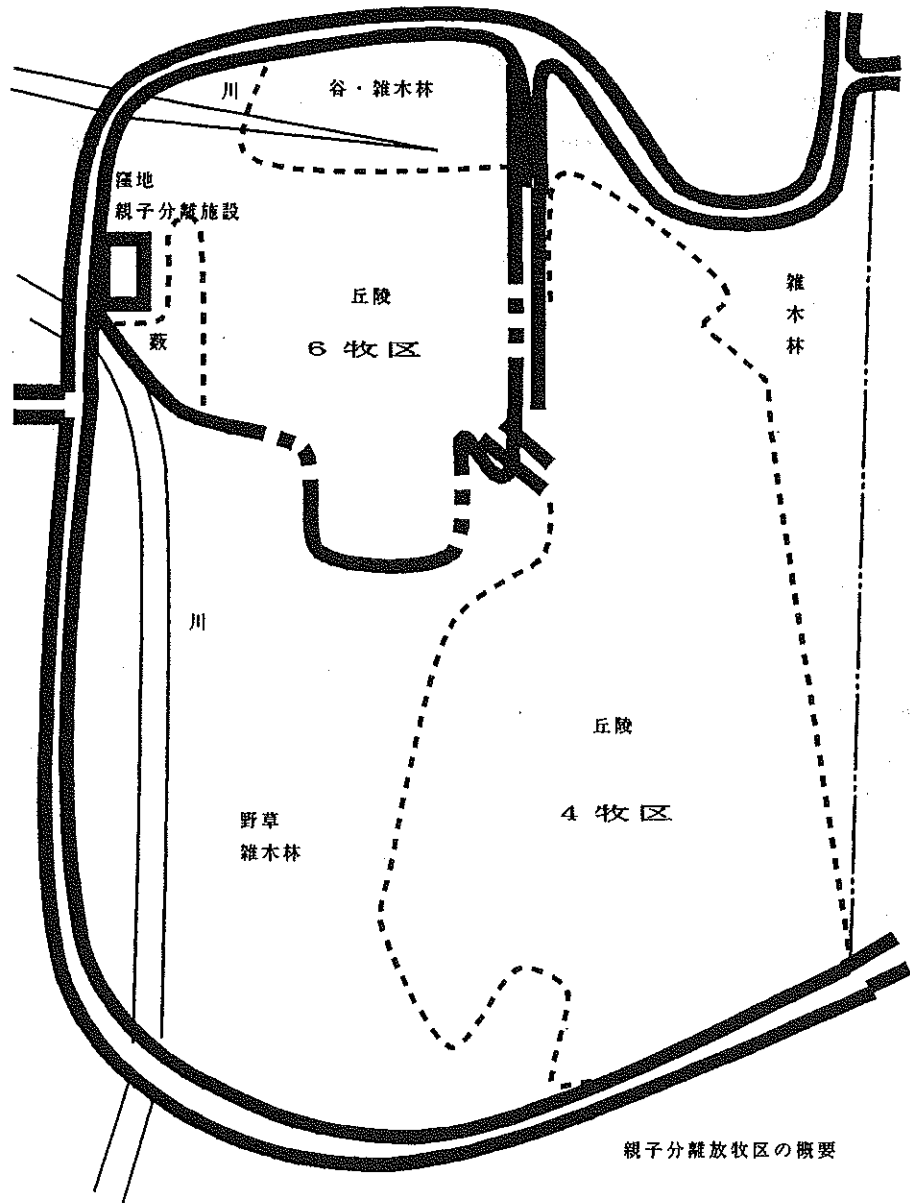 川
谷・雑木林
窪地
親子分離施設
丘陵
6 牧区
藪
雑
木
林
川
丘陵
4 牧区
野草
雑木林
親子分離放牧区の概要